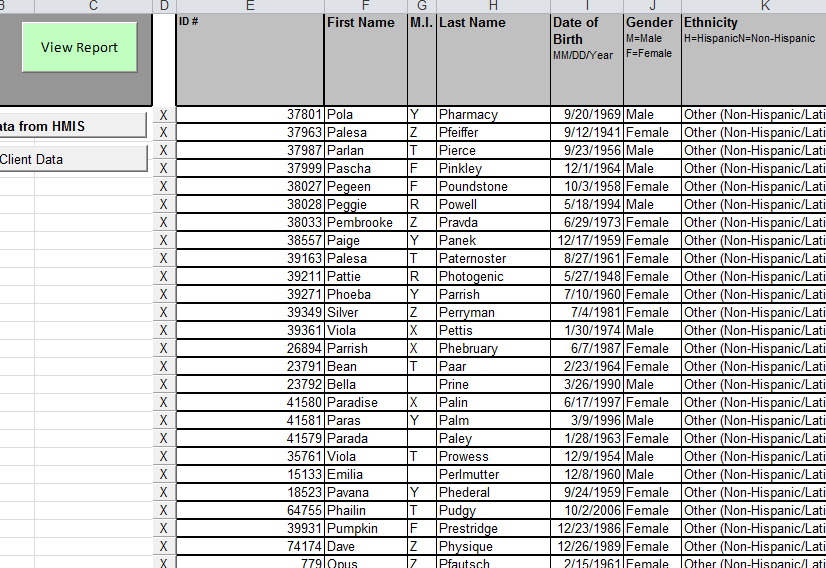 B C D E F G H I J K
ID # First Name M.I. Last Name Date of Gender Ethnicity
Birth M=Male H=HispanicN=Non-Hispanic
MM/DD/Year F=Female
View Report
ata from HMIS
Client Data
X 37801 Pola Y Pharmacy 9/20/1969 Male Other (Non-Hispanic/Lati
X 37963 Palesa Z Pfeiffer 9/12/1941 Female Other (Non-Hispanic/Lati
X 37987 Parlan T Pierce 9/23/1956 Male Other (Non-Hispanic/Lati
X 37999 Pascha F Pinkley 12/1/1964 Male Other (Non-Hispanic/Lati
X 38027 Pegeen F Poundstone 10/3/1958 Female Other (Non-Hispanic/Lati
X 38028 Peggie R Powell 5/18/1994 Male Other (Non-Hispanic/Lati
X 38033 Pembrooke Z Pravda 6/29/1973 Female Other (Non-Hispanic/Lati
X 38557 Paige Y Panek 12/17/1959 Female Other (Non-Hispanic/Lati
X 39163 Palesa T Paternoster 8/27/1961 Female Other (Non-Hispanic/Lati
X 39211 Pattie R Photogenic 5/27/1948 Female Other (Non-Hispanic/Lati
X 39271 Phoeba Y Parrish 7/10/1960 Female Other (Non-Hispanic/Lati
X 39349 Silver Z Perryman 7/4/1981 Female Other (Non-Hispanic/Lati
X 39361 Viola X Pettis 1/30/1974 Male Other (Non-Hispanic/Lati
X 26894 Parrish X Phebruary 6/7/1987 Female Other (Non-Hispanic/Lati
X 23791 Bean T Paar 2/23/1964 Female Other (Non-Hispanic/Lati
X 23792 Bella Prine 3/26/1990 Male Other (Non-Hispanic/Lati
X 41580 Paradise X Palin 6/17/1997 Female Other (Non-Hispanic/Lati
X 41581 Paras Y Palm 3/9/1996 Male Other (Non-Hispanic/Lati
X 41579 Parada Paley 1/28/1963 Female Other (Non-Hispanic/Lati
X 35761 Viola T Prowess 12/9/1954 Male Other (Non-Hispanic/Lati
X 15133 Emilia Perlmutter 12/8/1960 Male Other (Non-Hispanic/Lati
X 18523 Pavana Y Phederal 9/24/1959 Female Other (Non-Hispanic/Lati
X 64755 Phailin T Pudgy 10/2/2006 Female Other (Non-Hispanic/Lati
X 39931 Pumpkin F Prestridge 12/23/1986 Female Other (Non-Hispanic/Lati
X 74174 Dave Z Physique 12/26/1989 Female Other (Non-Hispanic/Lati
X 779 Opus Z Pfautsch 2/15/1961 Female Other (Non-Hispanic/Lati